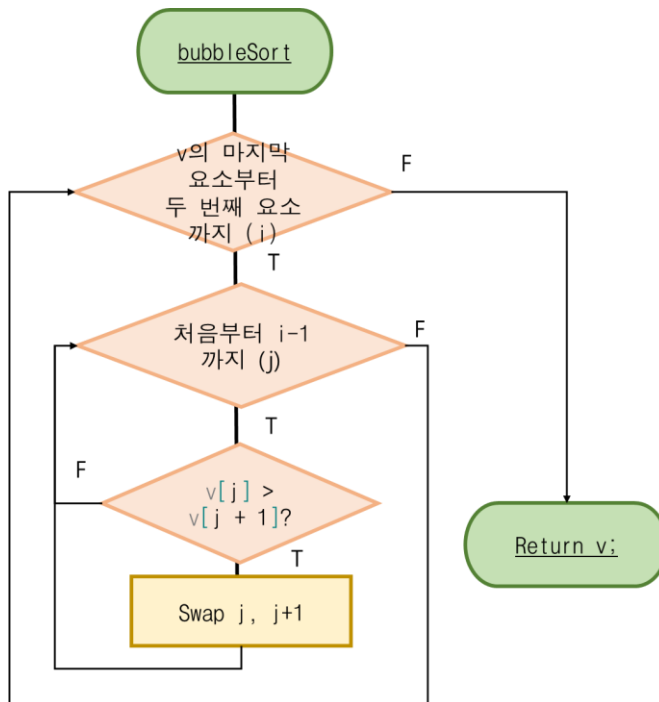 bubbleSort
v의 마지막
요소부터
두 번째 요소
까지 (i)
F
T
처음부터 i-1
까지 (j)
F
T
F
v[j] >
v[j + 1]?
T
Return v;
Swap j, j+1